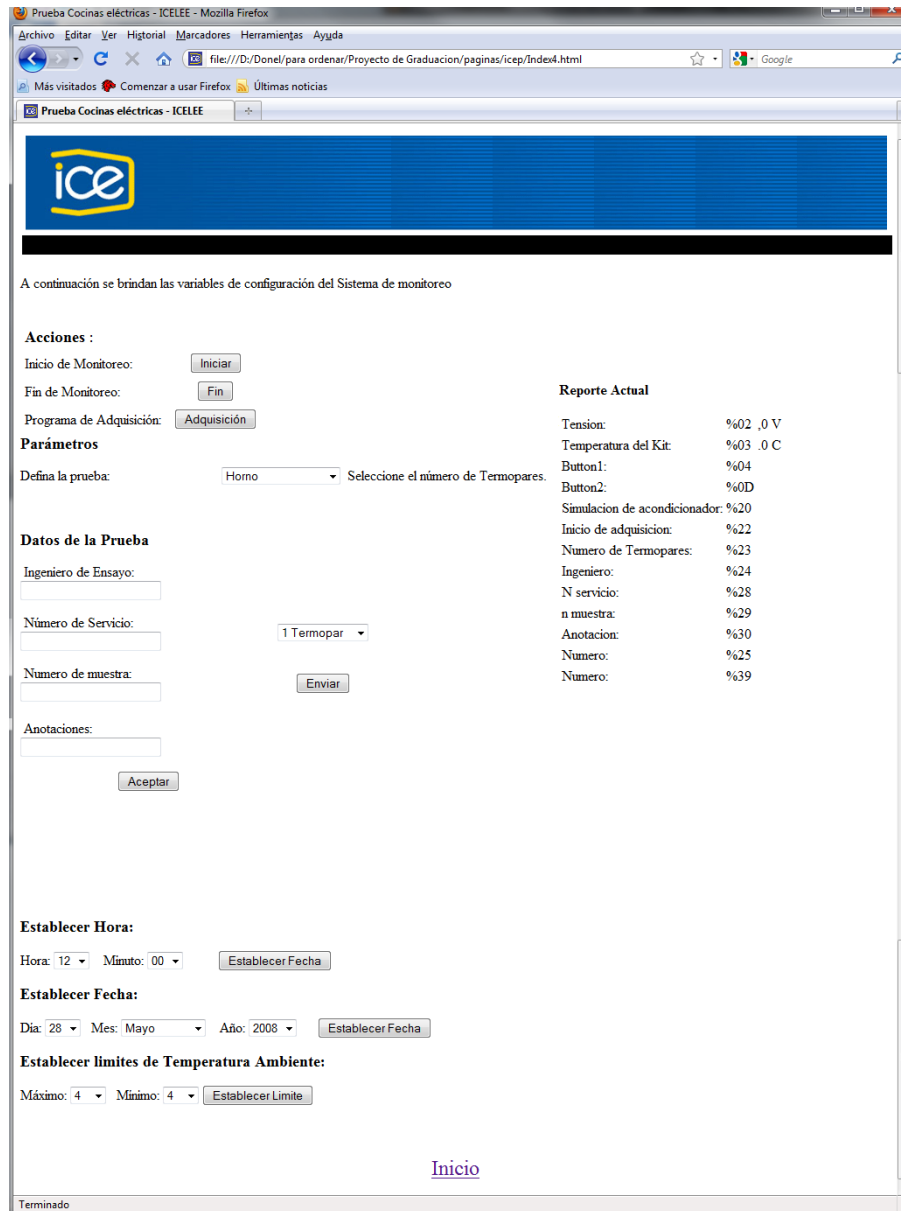 Prueba Cocinas eléctricas - ICELEE - Mozilla Firefox
Archivo Editar Ver Historial Marcadores Herramientas Ayuda
file:///D:/Donel/para ordenar/Proyecto de Graduacion/paginas/icep/Index4.html
Google
Más visitados Comenzar a usar Firefox Últimas noticias
Prueba Cocinas eléctricas - ICELEE
ice
A continuación se brindan las variables de configuración del Sistema de monitoreo
Acciones :
Inicio de Monitoreo: Iniciar
Fin de Monitoreo: Fin
Programa de Adquisición: Adquisición
Parámetros
Defina la prueba: Horno Seleccione el número de Termopares.
Datos de la Prueba
Ingeniero de Ensayo:
Número de Servicio:
1 Termopar
Numero de muestra:
Enviar
Anotaciones:
Aceptar
Reporte Actual
Tension: %02 ,0 V
Temperatura del Kit: %03 .0 C
Button1: %04
Button2: %0D
Simulacion de acondicionador: %20
Inicio de adquisicion: %22
Numero de Termopares: %23
Ingeniero: %24
N servicio: %28
n muestra: %29
Anotacion: %30
Numero: %25
Numero: %39
Establecer Hora:
Hora: 12 Minuto: 00 Establecer Fecha
Establecer Fecha:
Dia: 28 Mes: Mayo Año: 2008 Establecer Fecha
Establecer limites de Temperatura Ambiente:
Máximo: 4 Minimo: 4 Establecer Limite
Inicio
Terminado